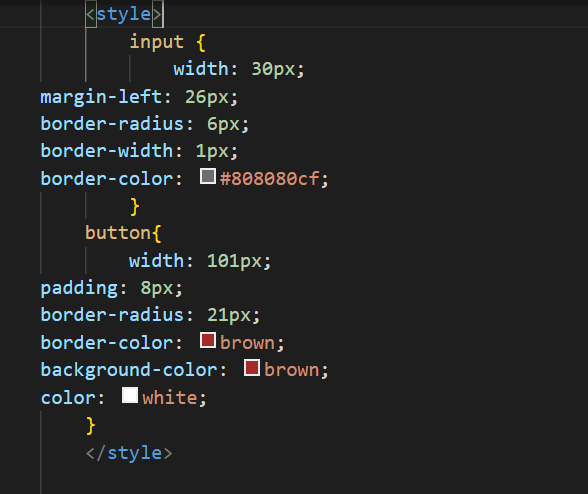 <style>
input {
width: 30px;
margin-left: 26px;
border-radius: 6px;
border-width: 1px;
border-color: #808080cf;
}
button{
width: 101px;
padding: 8px;
border-radius: 21px;
border-color: brown;
background-color: brown;
color: white;
}
</style>